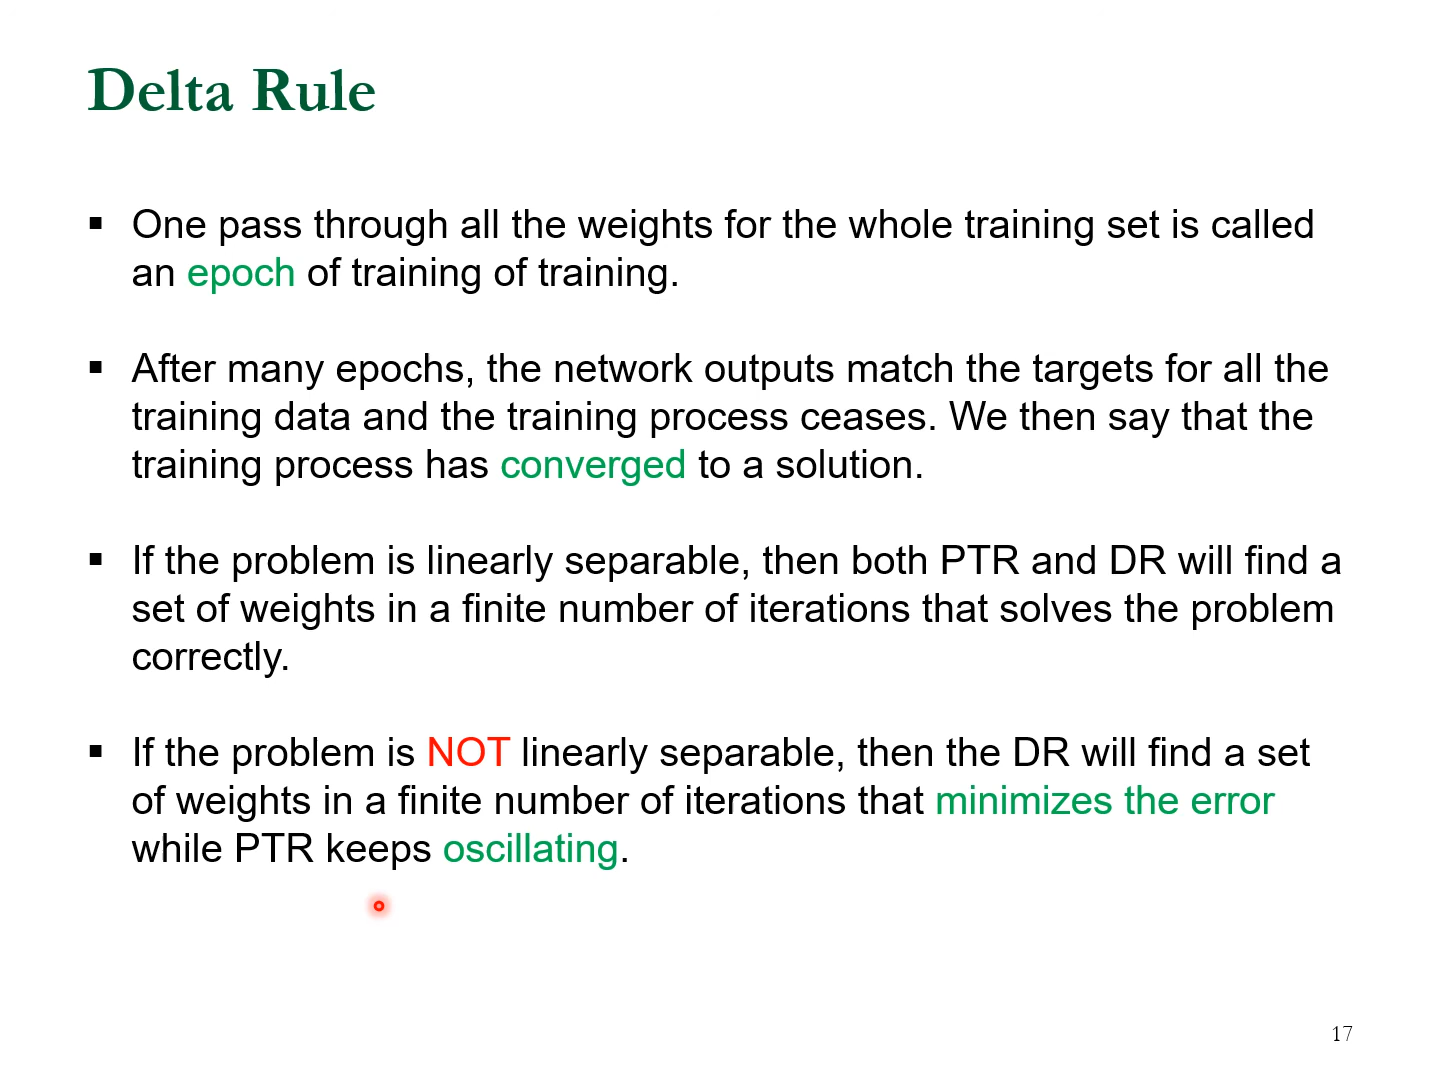 Delta Rule
▪ One pass through all the weights for the whole training set is called
an epoch of training of training.
▪ After many epochs, the network outputs match the targets for all the
training data and the training process ceases. We then say that the
training process has converged to a solution.
▪ If the problem is linearly separable, then both PTR and DR will find a
set of weights in a finite number of iterations that solves the problem
correctly.
▪ If the problem is NOT linearly separable, then the DR will find a set
of weights in a finite number of iterations that minimizes the error
while PTR keeps oscillating.
17